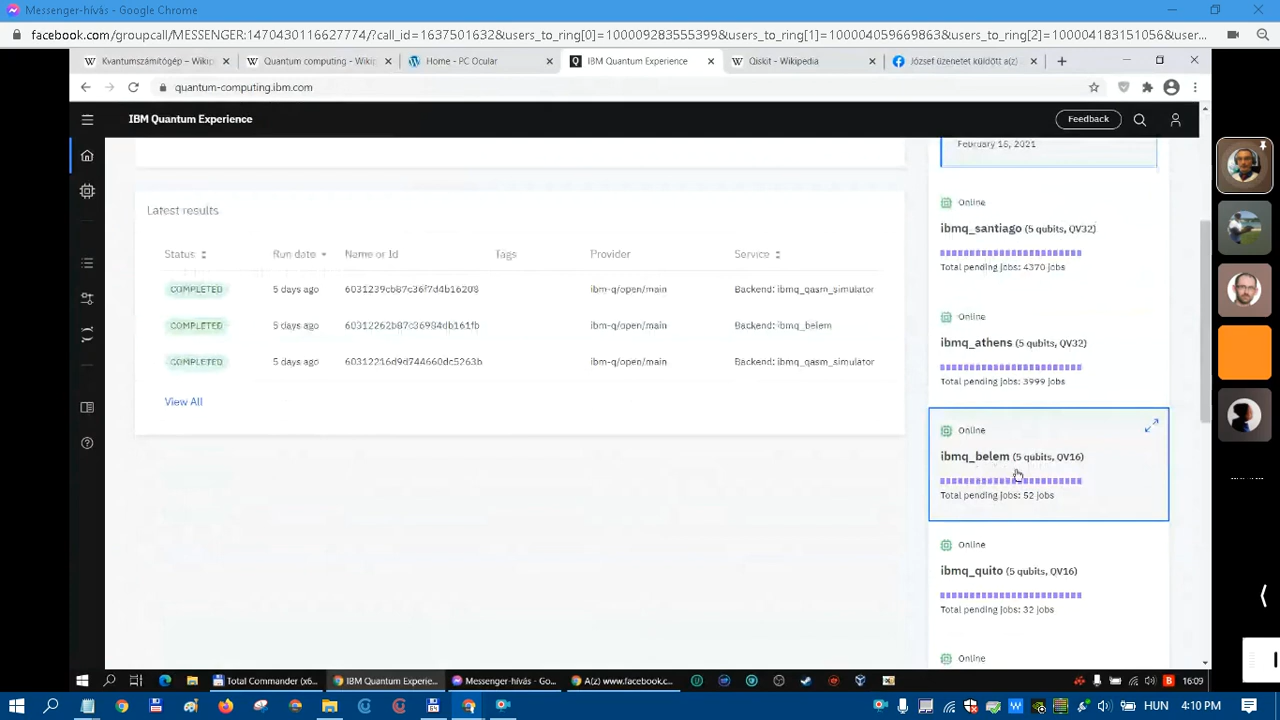 Messenger-hívás - Google Chrome
facebook.com/groupcall/MESSENGER:1470430116627774/?call_id=1637501632&users_to_ring[0]=100009283555399&users_to_ring[1]=100004059669863&users_to_ring[2]=100004183151056&us...
Kvantumszámítógép – Wikip
Quantum computing - Wikip
Home - PC Ocular
IBM Quantum Experience
Qiskit - Wikipedia
József üzenetet küldött a(z)
quantum-computing.ibm.com
IBM Quantum Experience
Feedback
February 15, 2021
Latest results
Status
Run date
Name or Id
Tags
Provider
Service
COMPLETED
5 days ago
6031239cb87c36f7d4b16208
ibm-q/open/main
Backend: ibmq_qasm_simulator
COMPLETED
5 days ago
60312262b87c36984db161fb
ibm-q/open/main
Backend: ibmq_belem
COMPLETED
5 days ago
60312216d9d744660dc5263b
ibm-q/open/main
Backend: ibmq_qasm_simulator
View All
Online
ibmq_santiago (5 qubits, QV32)
Total pending jobs: 4370 jobs
Online
ibmq_athens (5 qubits, QV32)
Total pending jobs: 3999 jobs
Online
ibmq_belem (5 qubits, QV16)
Total pending jobs: 52 jobs
Online
ibmq_quito (5 qubits, QV16)
Total pending jobs: 32 jobs
Online
Total Commander (x6...
IBM Quantum Experie...
Messenger-hívás - Go...
A(z) www.facebook.c...
16:09
HUN
4:10 PM